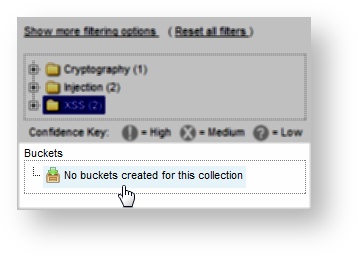 Show more filtering options ( Reset all filters )
Cryptography (1)
Injection (2)
XSS (2)
Confidence Key: ! = High X = Medium ? = Low
Buckets
No buckets created for this collection